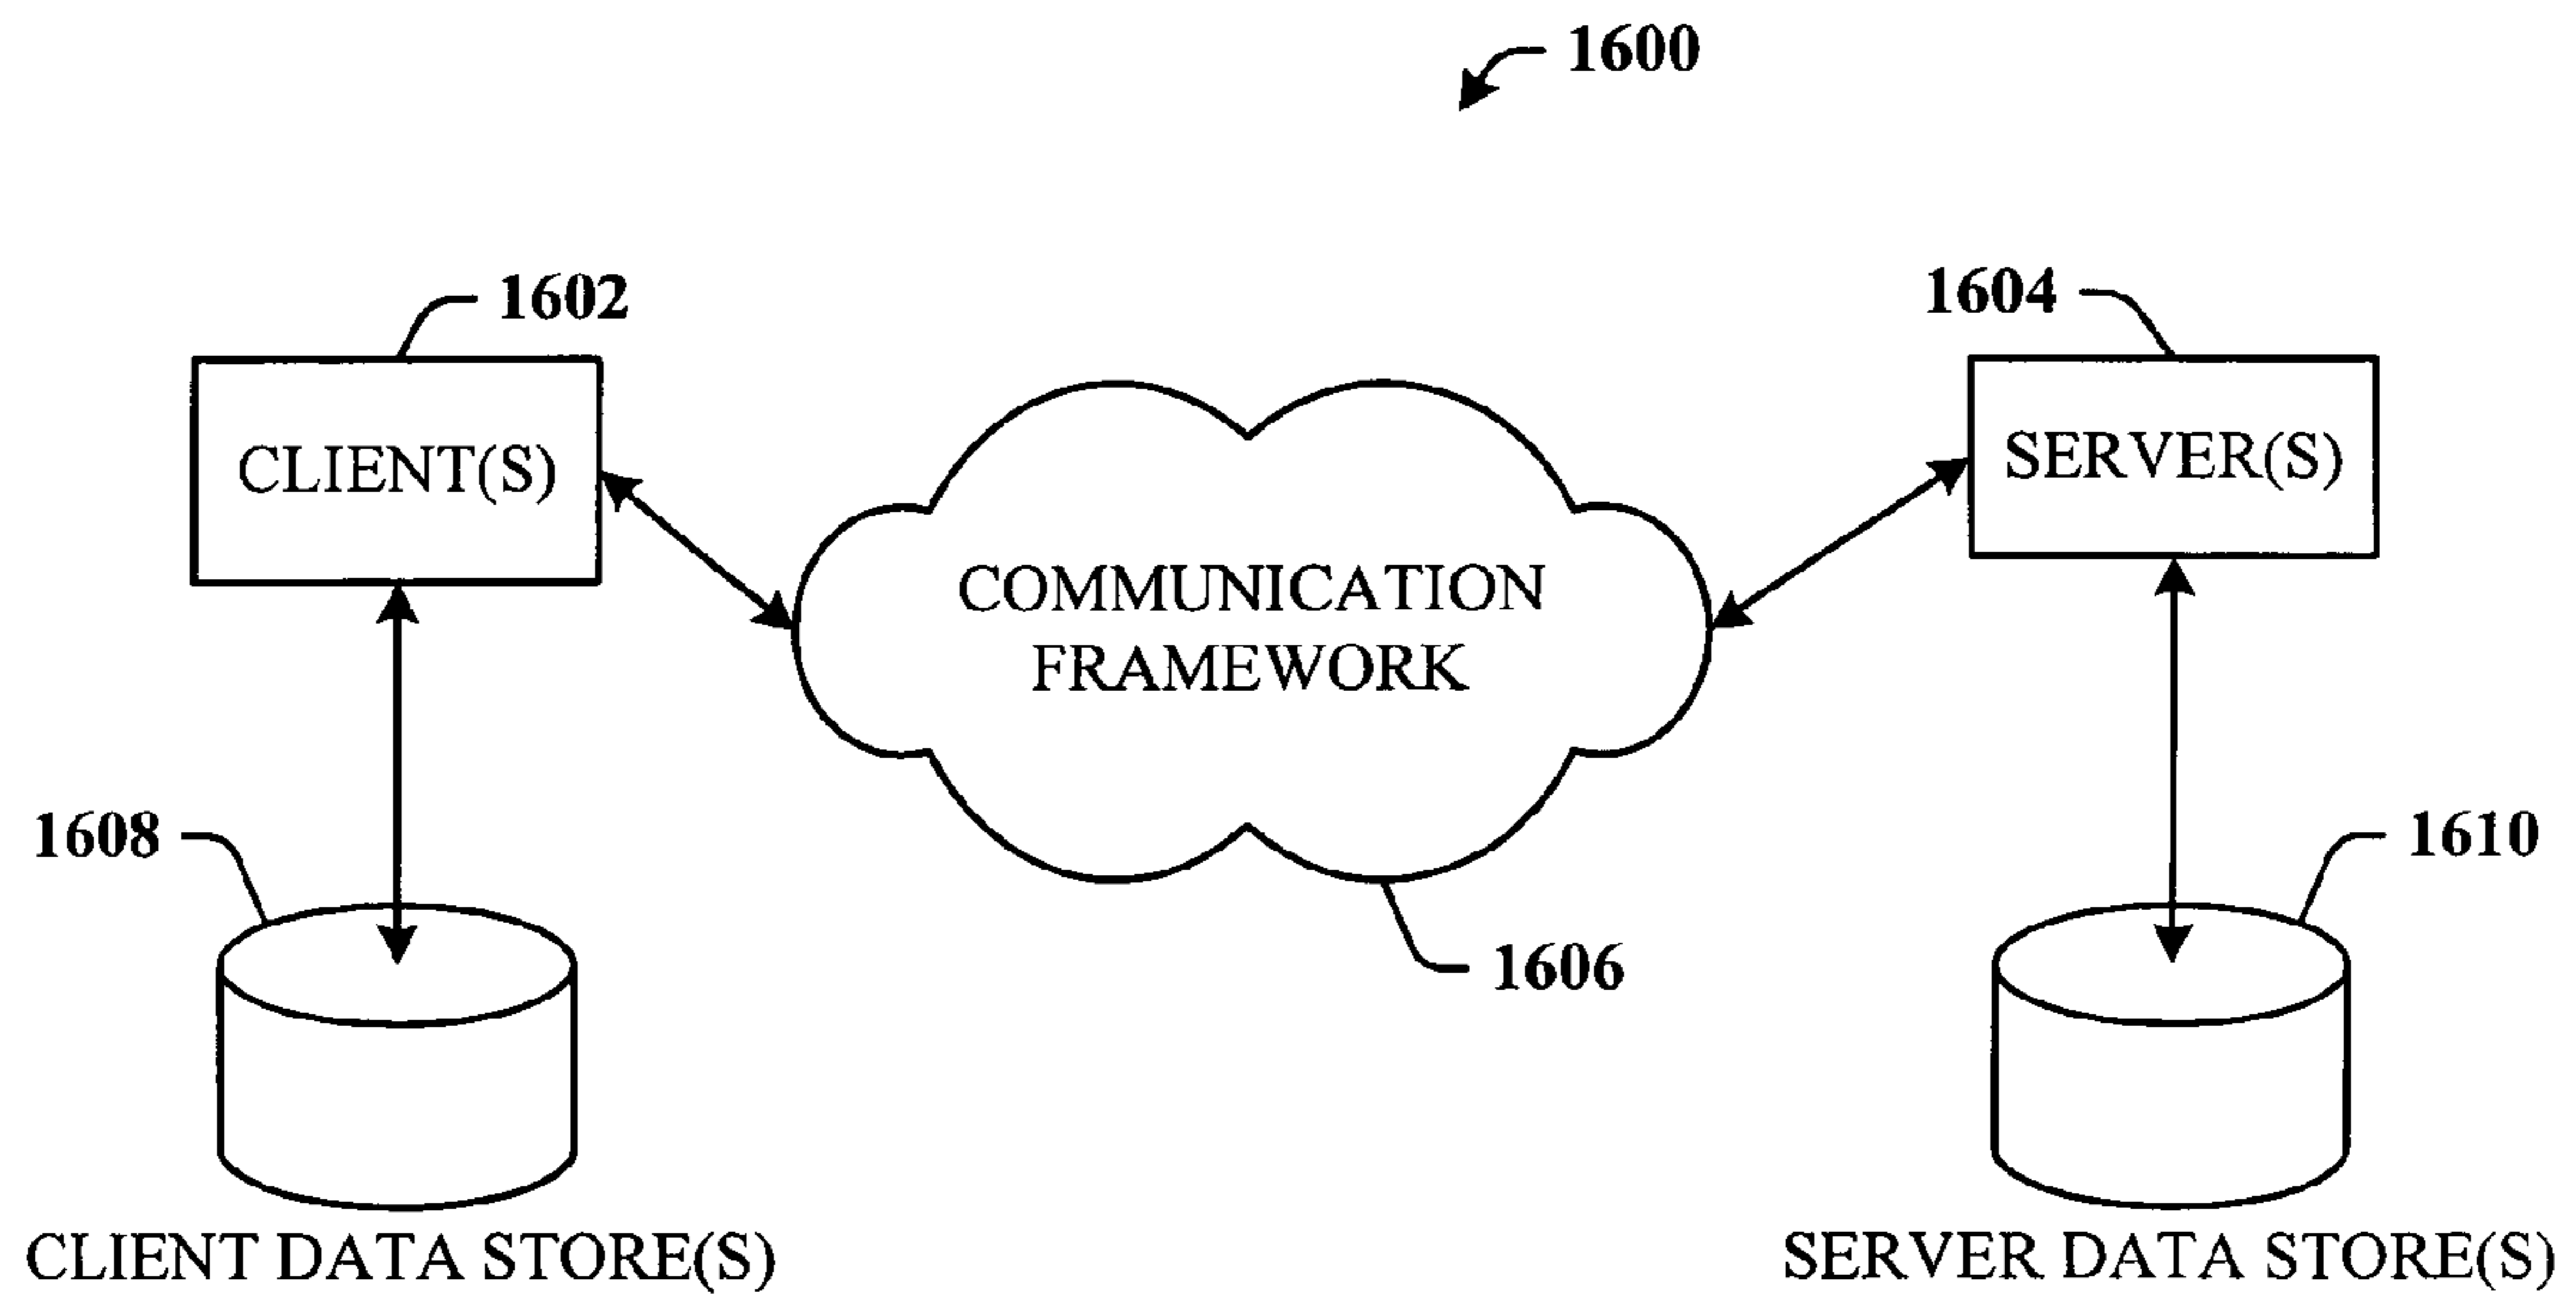 1600
1602
1604
CLIENT(S)
SERVER(S)
COMMUNICATION
FRAMEWORK
1608
1610
1606
CLIENT DATA STORE(S)
SERVER DATA STORE(S)